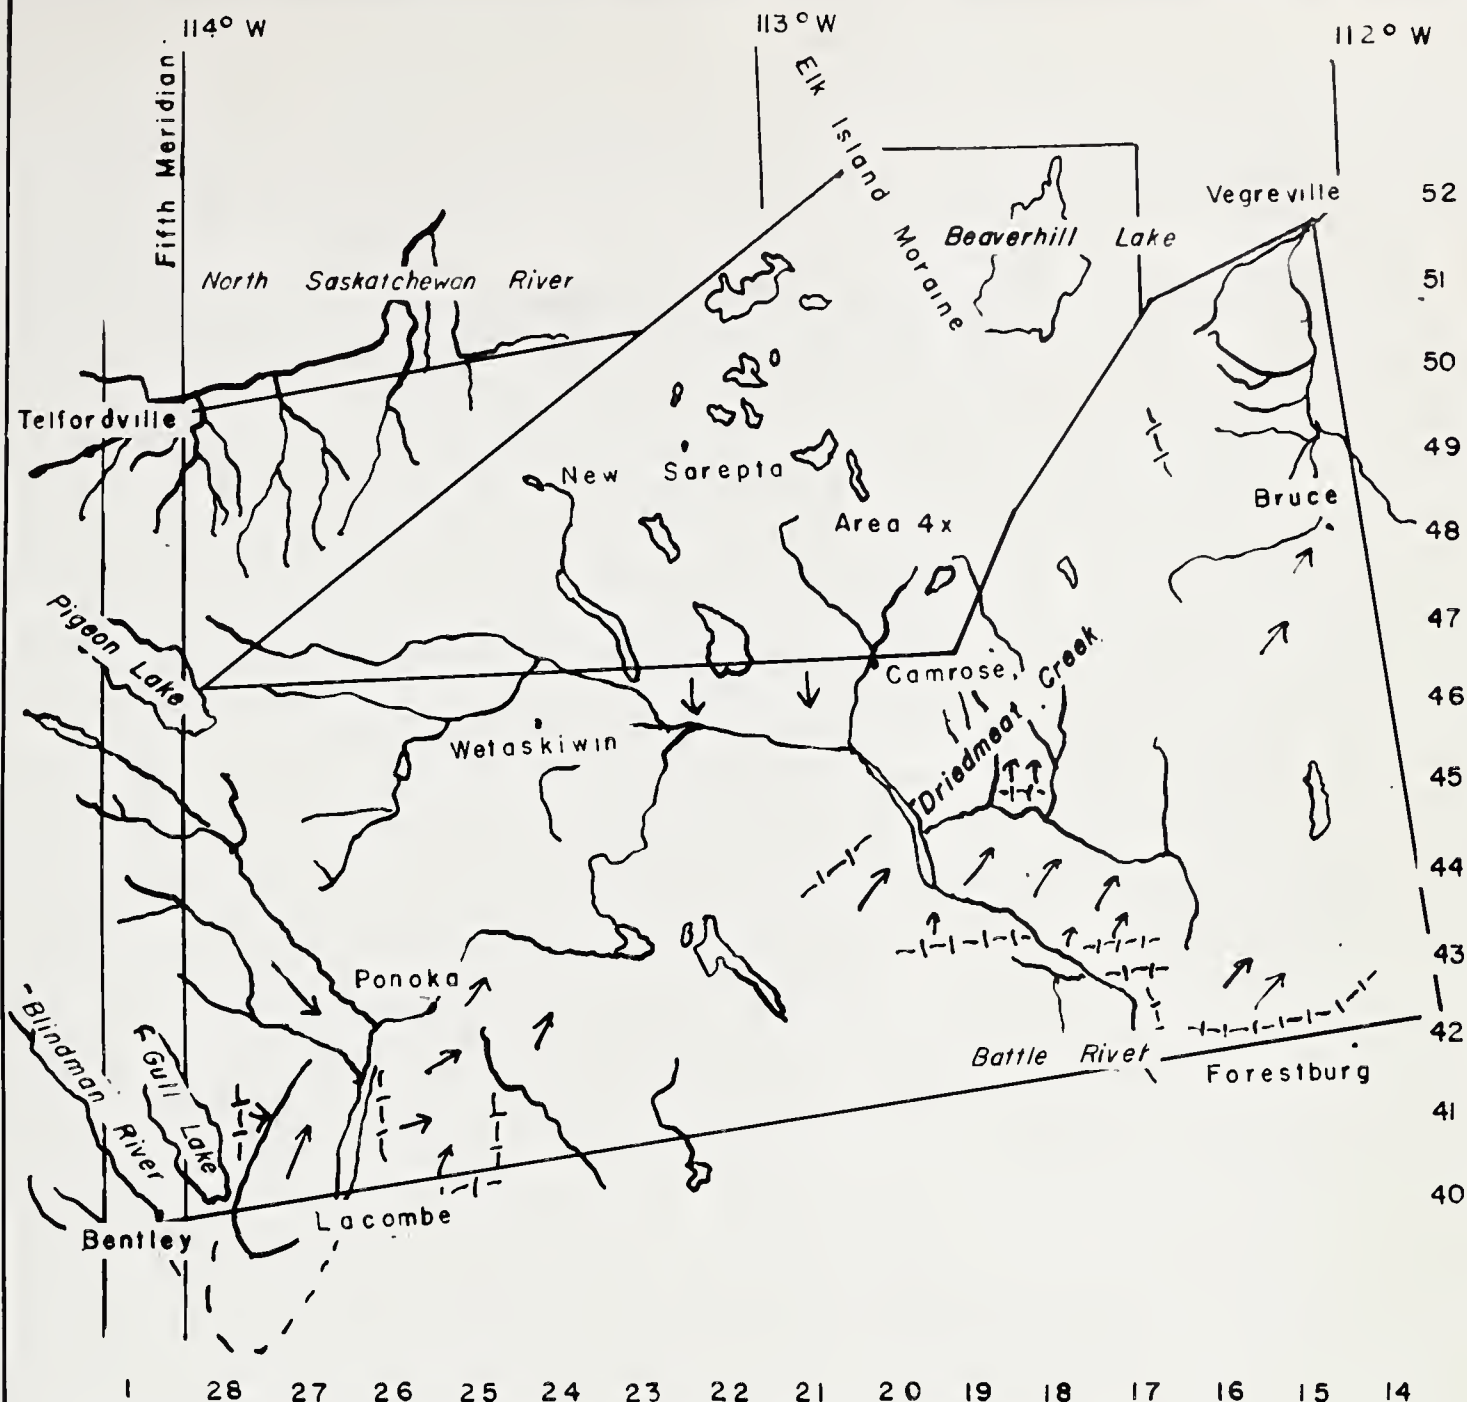 114° W
113° W
112° W
Fifth Meridian
Elk Island Moraine
Vegreville
52
Beaverhill Lake
North Saskatchewan River
51
50
Telfordville
49
New Sarepta
Bruce
Area 4x
48
Pigeon Lake
47
Camrose
Driedmeat Creek
46
Wetaskiwin
45
44
43
Ponoka
Blindman River
42
Gull Lake
Battle River
Forestburg
41
40
Lacombe
Bentley
1 28 27 26 25 24 23 22 21 20 19 18 17 16 15 14